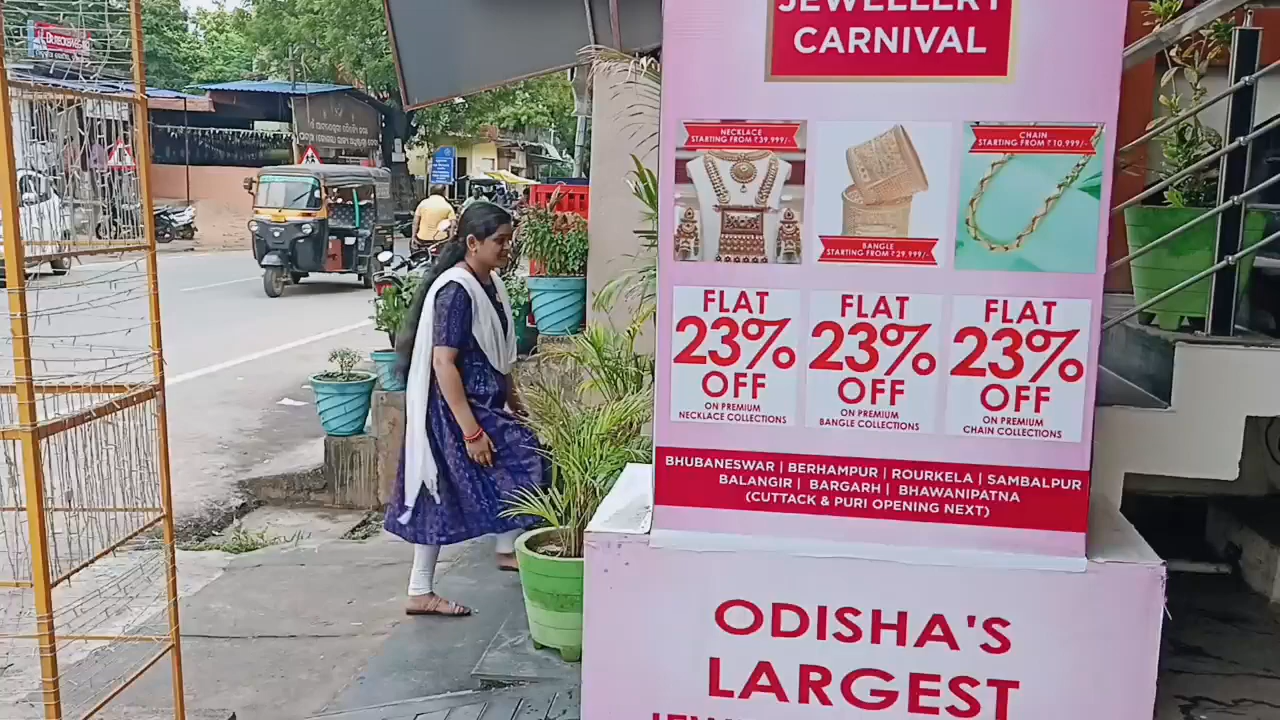 JEWELLERY
CARNIVAL
NECKLACE
STARTING FROM ₹39,999/-
BANGLE
STARTING FROM ₹29,999/-
CHAIN
STARTING FROM ₹10,999/-
FLAT
23%
OFF
ON PREMIUM
NECKLACE COLLECTIONS
FLAT
23%
OFF
ON PREMIUM
BANGLE COLLECTIONS
FLAT
23%
OFF
ON PREMIUM
CHAIN COLLECTIONS
BHUBANESWAR | BERHAMPUR | ROURKELA | SAMBALPUR
BALANGIR | BARGARH | BHAWANIPATNA
(CUTTACK & PURI OPENING NEXT)
ODISHA'S
LARGEST